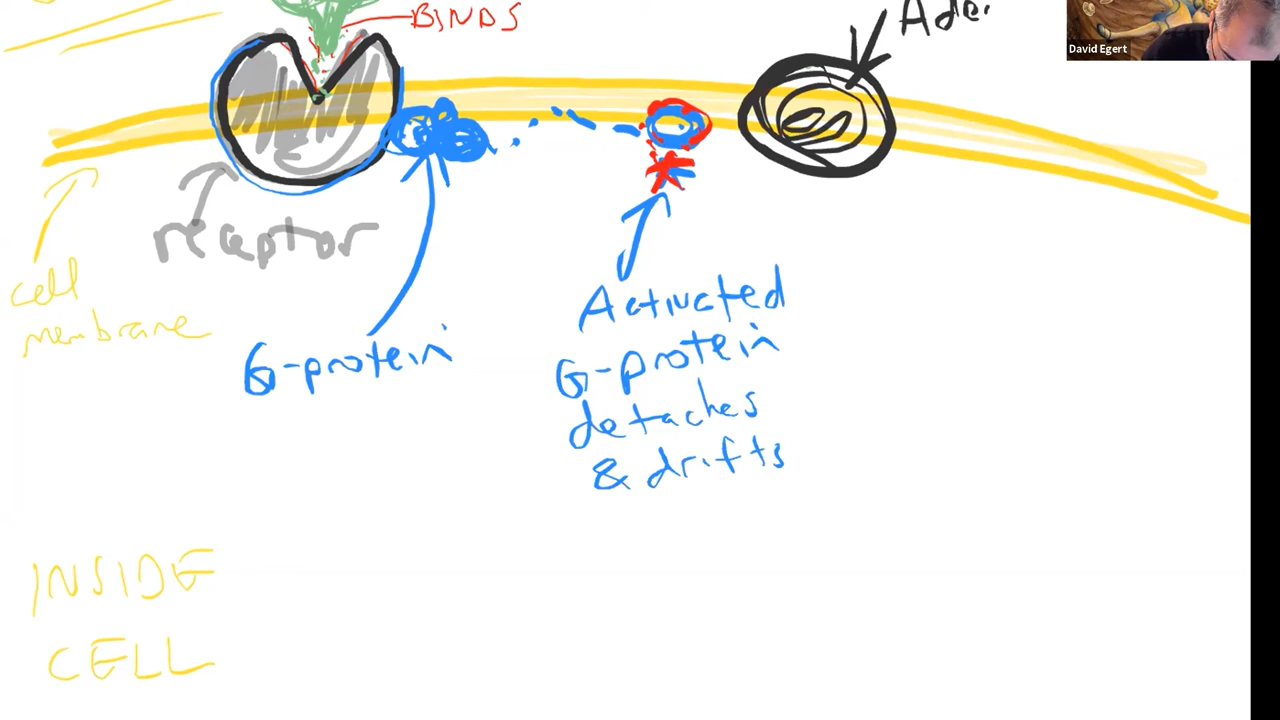 BINDS
David Egert
receptor
cell
membrane
G-protein
Activated
G-protein
detaches
& drifts
INSIDE
CELL